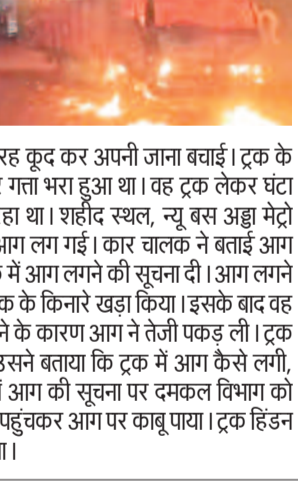 रह कूद कर अपनी जाना बचाई । ट्रक के
गत्ता भरा हुआ था । वह ट्रक लेकर घंटा
हा था । शहीद स्थल, न्यू बस अड्डा मेट्रो
आग लग गई । कार चालक ने बताई आग
में आग लगने की सूचना दी । आग लगने
क के किनारे खड़ा किया । इसके बाद वह
ने के कारण आग ने तेजी पकड़ ली । ट्रक
उसने बताया कि ट्रक में आग कैसे लगी,
आग की सूचना पर दमकल विभाग को
पहुंचकर आग पर काबू पाया । ट्रक हिंडन
ा ।